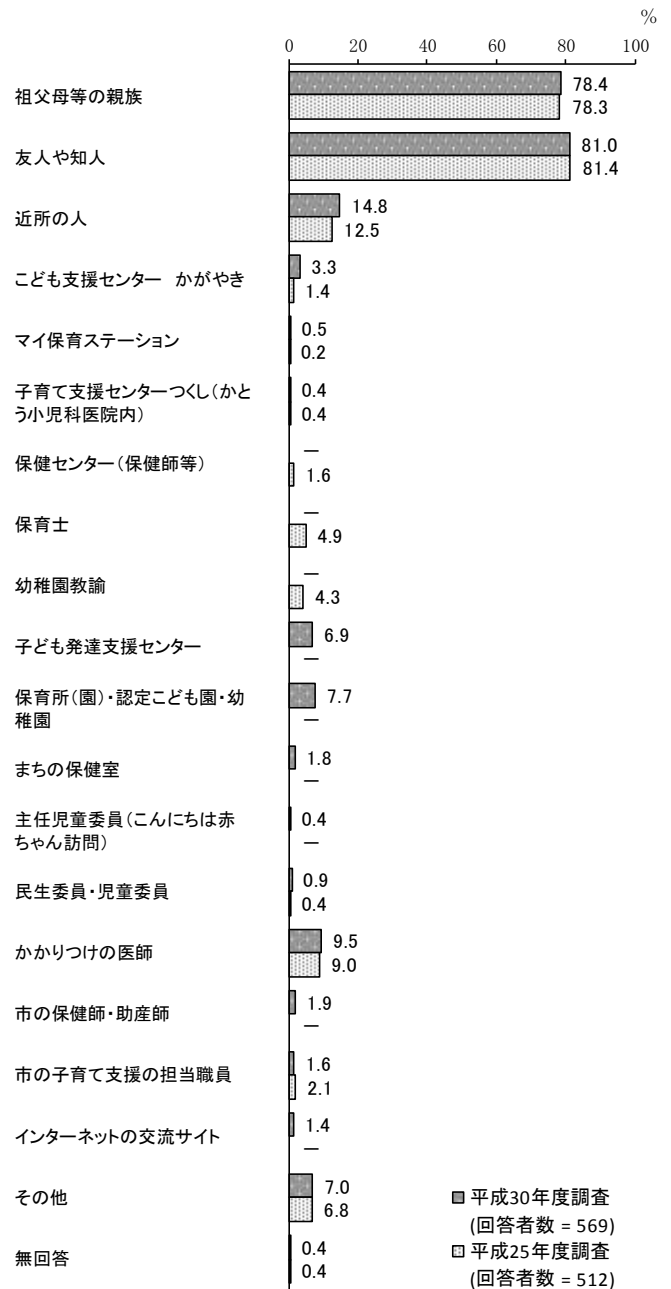 %
0 20 40 60 80 100
祖父母等の親族
78.4
78.3
友人や知人
81.0
81.4
近所の人
14.8
12.5
こども支援センター　かがやき
3.3
1.4
マイ保育ステーション
0.5
0.2
子育て支援センターつくし（かと
う小児科医院内）
0.4
0.4
保健センター（保健師等）
―
1.6
保育士
―
4.9
幼稚園教諭
―
4.3
子ども発達支援センター
6.9
―
保育所（園）・認定こども園・幼
稚園
7.7
―
まちの保健室
1.8
―
主任児童委員（こんにちは赤
ちゃん訪問）
0.4
―
民生委員・児童委員
0.9
0.4
かかりつけの医師
9.5
9.0
市の保健師・助産師
1.9
―
市の子育て支援の担当職員
1.6
2.1
インターネットの交流サイト
1.4
―
その他
7.0
6.8
無回答
0.4
0.4
平成30年度調査
(回答者数 = 569)
平成25年度調査
(回答者数 = 512)